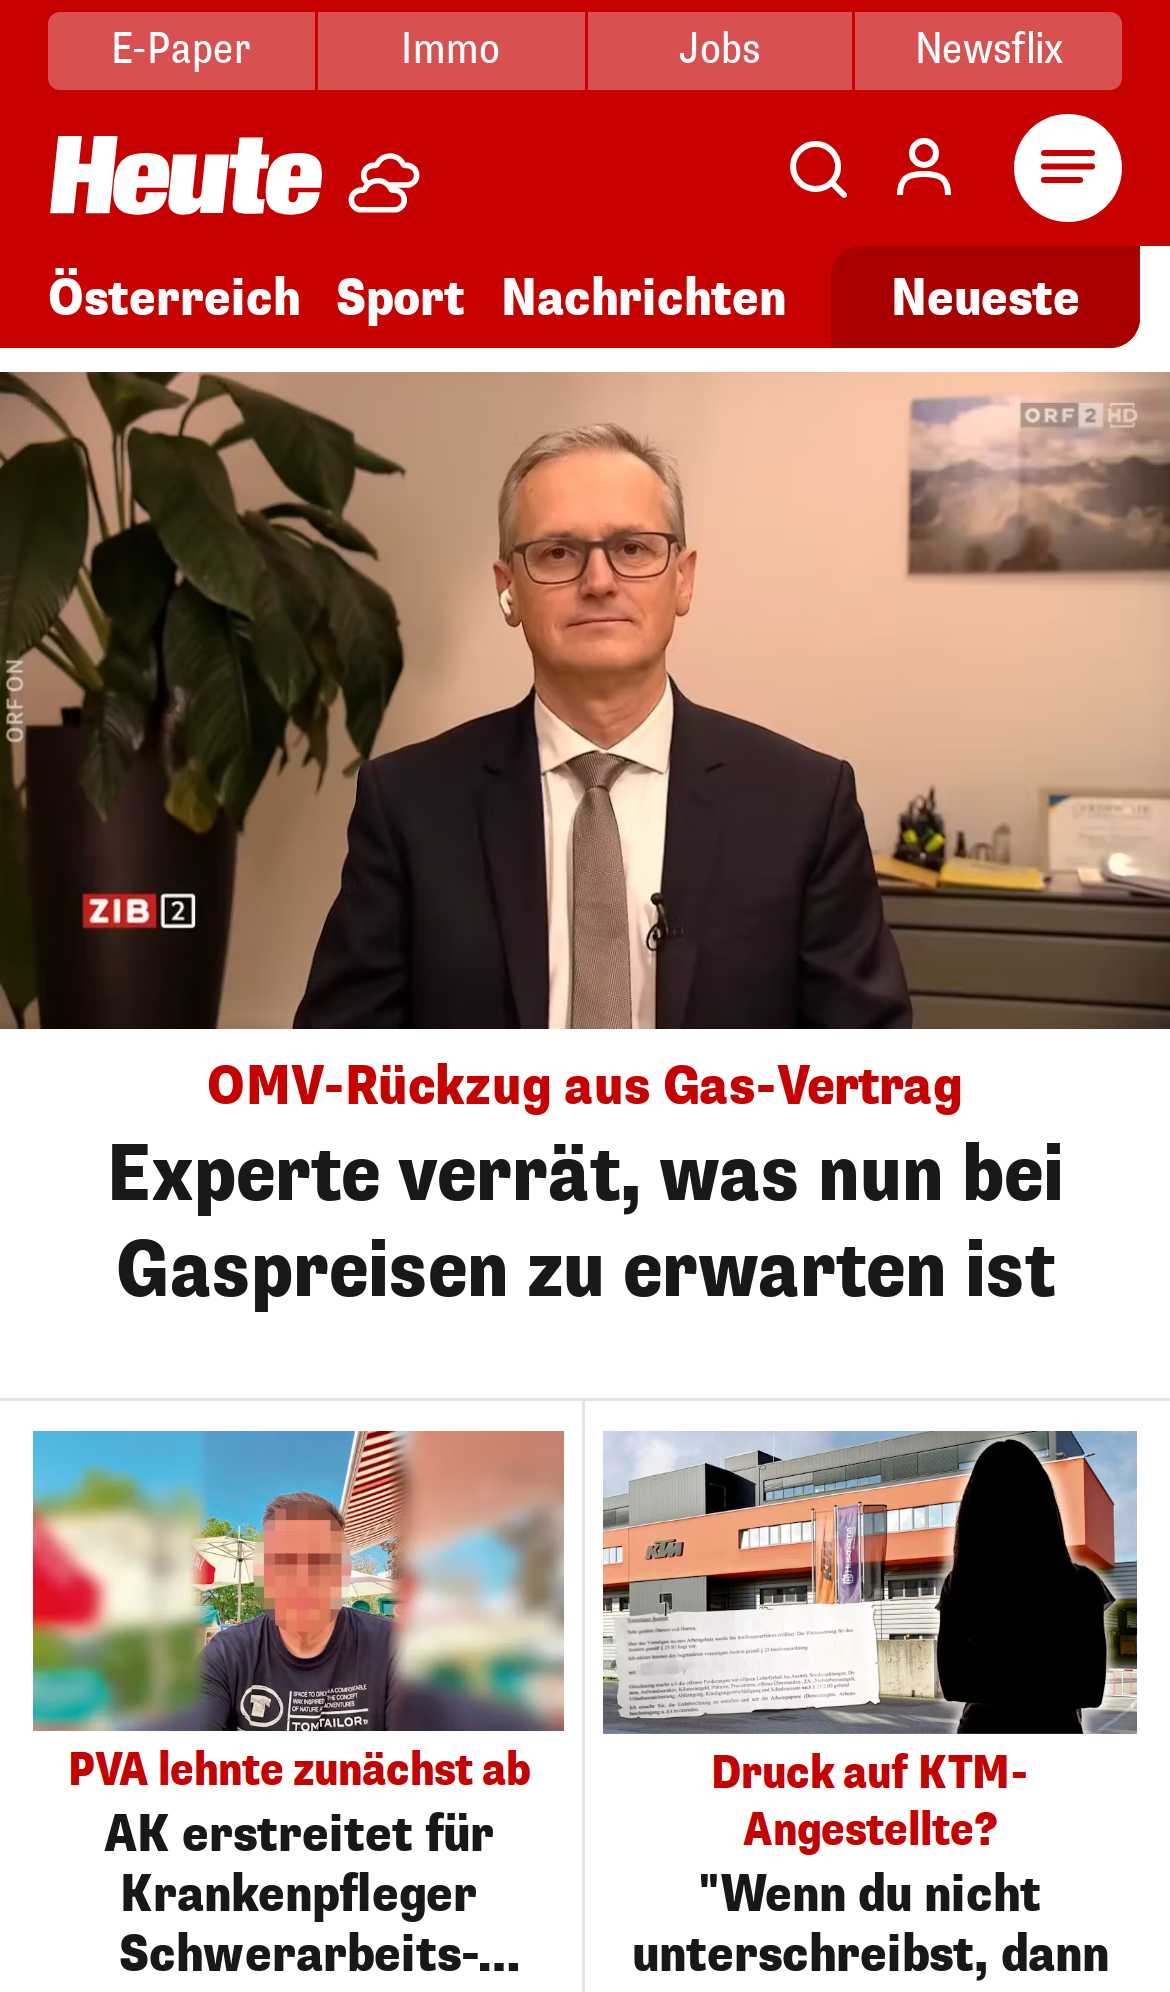 E-Paper
Immo
Jobs
Newsflix
Heute
Österreich
Sport
Nachrichten
Neueste
ORF 2 HD
ORF ON
ZIB 2
OMV-Rückzug aus Gas-Vertrag
Experte verrät, was nun bei
Gaspreisen zu erwarten ist
TOM TAILOR
KTM
KTM
Husqvarna
PVA lehnte zunächst ab
AK erstreitet für
Krankenpfleger
Schwerarbeits-...
Druck auf KTM-
Angestellte?
"Wenn du nicht
unterschreibst, dann